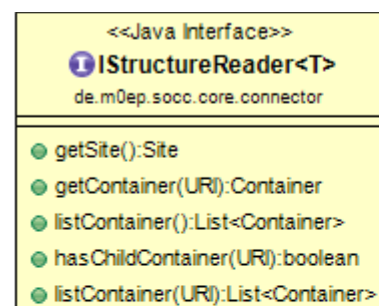 <<Java Interface>>
IStructureReader<T>
de.m0ep.socc.core.connector
getSite():Site
getContainer(URI):Container
listContainer():List<Container>
hasChildContainer(URI):boolean
listContainer(URI):List<Container>